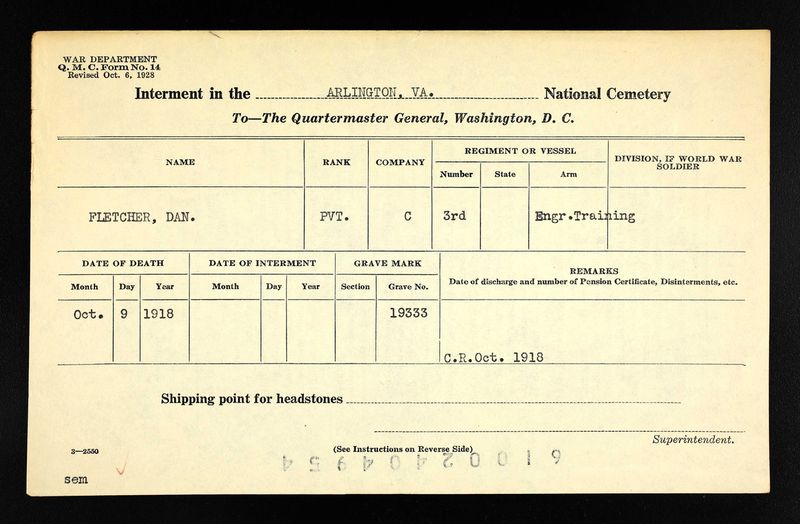 WAR DEPARTMENT
Q. M. C. Form No. 14
Revised Oct. 6, 1928
Interment in the ARLINGTON, VA. National Cemetery
To—The Quartermaster General, Washington, D. C.
NAME RANK COMPANY REGIMENT OR VESSEL DIVISION, IF WORLD WAR SOLDIER
Number State Arm
FLETCHER, DAN. PVT. C 3rd Engr.Training
DATE OF DEATH DATE OF INTERMENT GRAVE MARK REMARKS
Date of discharge and number of Pension Certificate, Disinterments, etc.
Month Day Year Month Day Year Section Grave No.
Oct. 9 1918 19333
C.R.Oct. 1918
Shipping point for headstones
Superintendent.
3—2550 (See Instructions on Reverse Side)
61002404954
sem